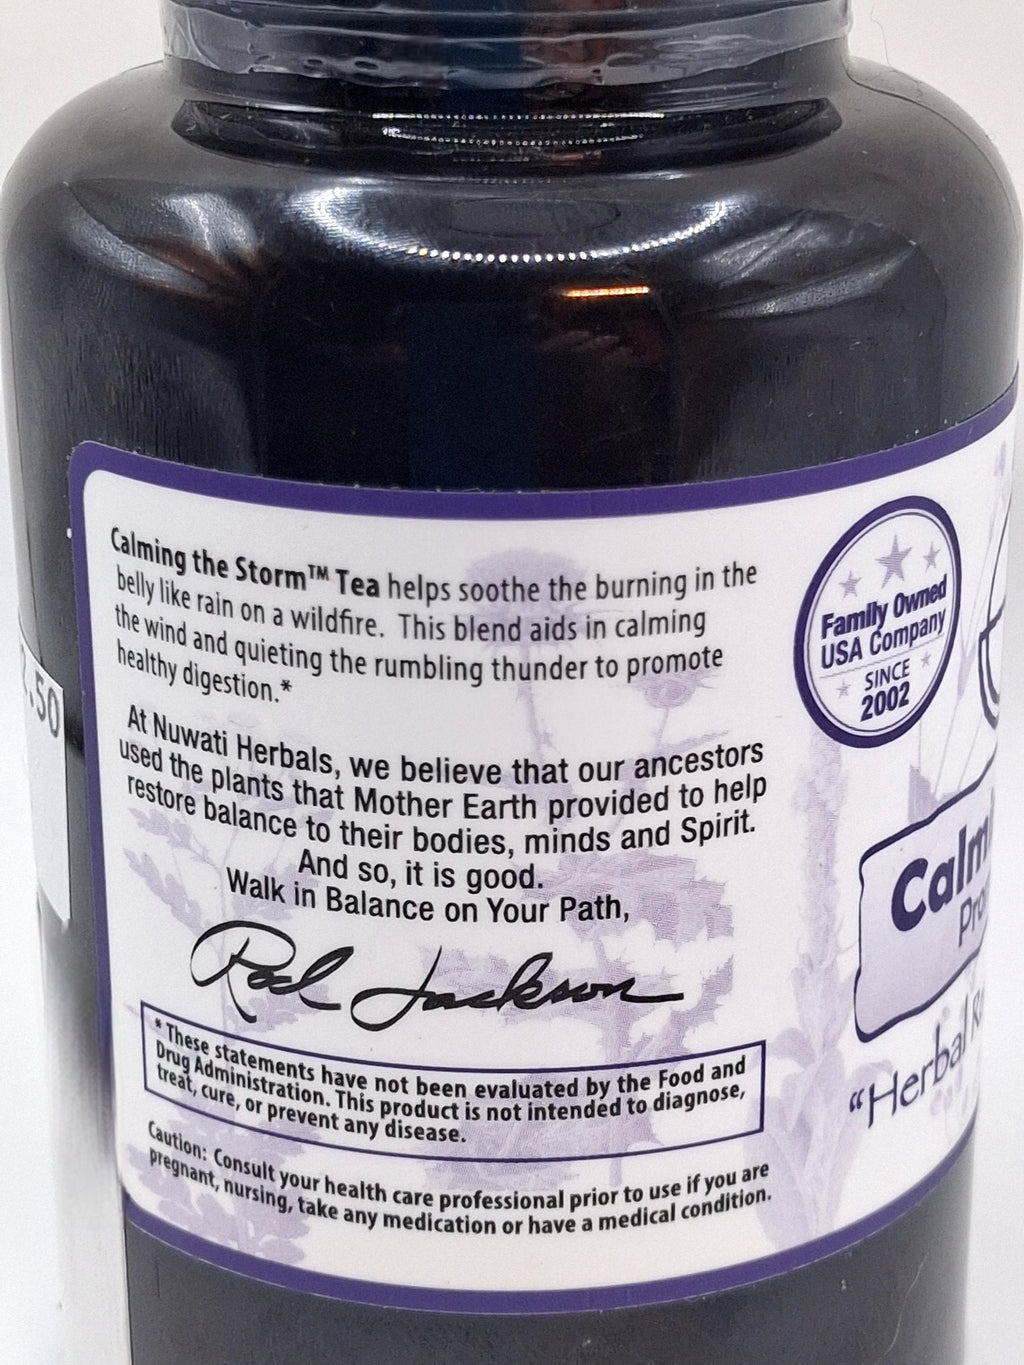 Calming the Storm™ Tea helps soothe the burning in the
belly like rain on a wildfire. This blend aids in calming
the wind and quieting the rumbling thunder to promote
healthy digestion.*
At Nuwati Herbals, we believe that our ancestors
used the plants that Mother Earth provided to help
restore balance to their bodies, minds and Spirit.
And so, it is good.
Walk in Balance on Your Path,
Rod Jackson
* These statements have not been evaluated by the Food and
Drug Administration. This product is not intended to diagnose,
treat, cure, or prevent any disease.
Caution: Consult your health care professional prior to use if you are
pregnant, nursing, take any medication or have a medical condition.
Family Owned
USA Company
SINCE
2002
.50
Calm
"Herbal